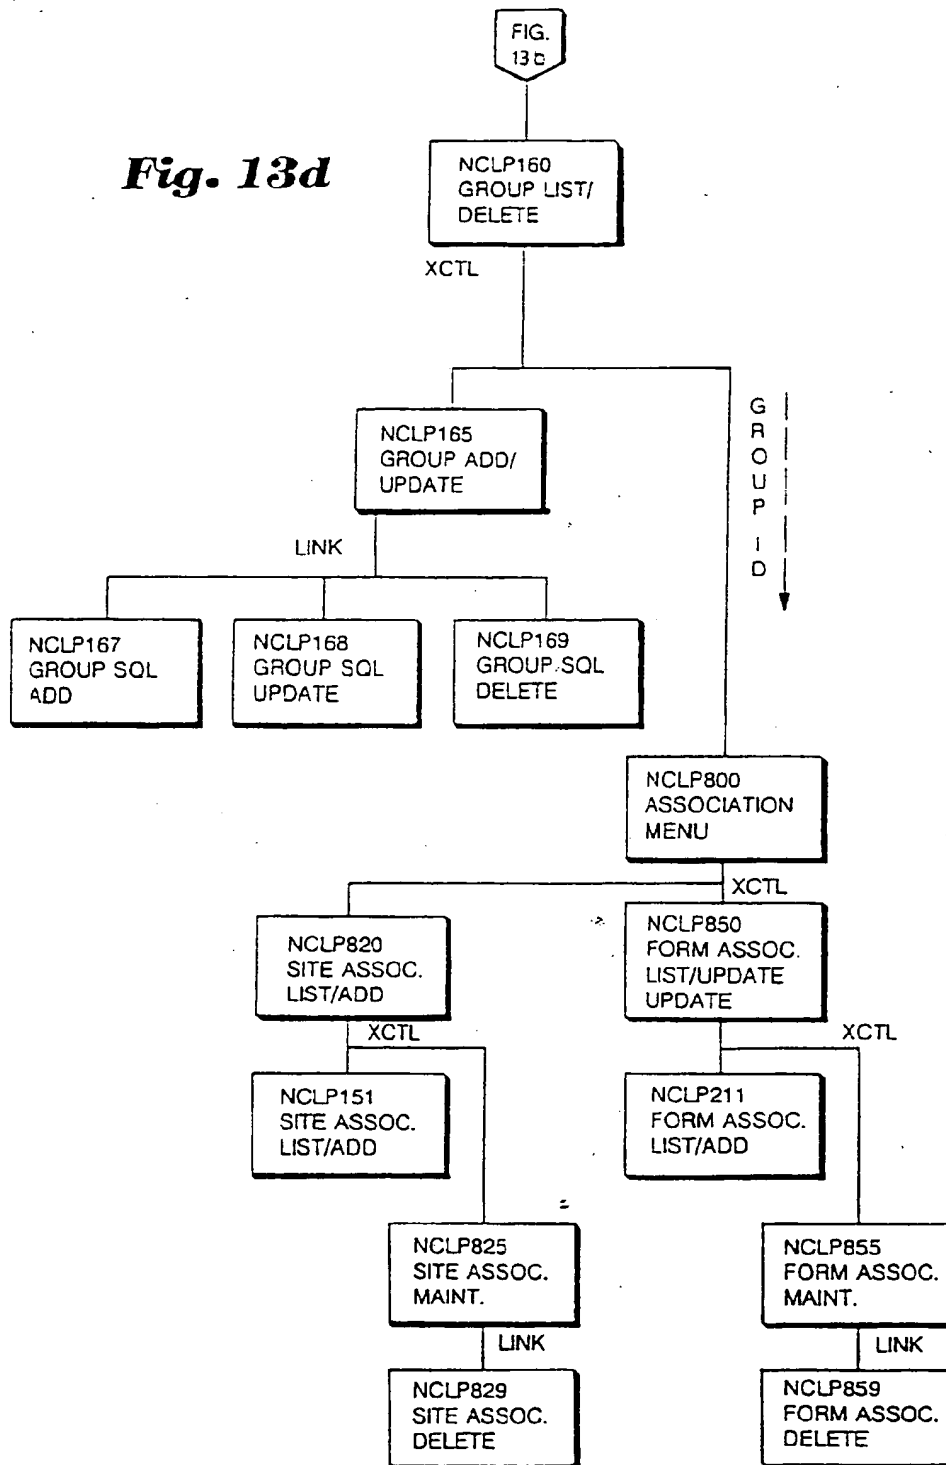 FIG.
13b
Fig. 13d
NCLP160
GROUP LIST/
DELETE
XCTL
NCLP165
GROUP ADD/
UPDATE
GROUP ID
LINK
NCLP167
GROUP SQL
ADD
NCLP168
GROUP SQL
UPDATE
NCLP169
GROUP SQL
DELETE
NCLP800
ASSOCIATION
MENU
XCTL
NCLP820
SITE ASSOC.
LIST/ADD
NCLP850
FORM ASSOC.
LIST/UPDATE
UPDATE
XCTL
XCTL
NCLP151
SITE ASSOC.
LIST/ADD
NCLP211
FORM ASSOC.
LIST/ADD
NCLP825
SITE ASSOC.
MAINT.
NCLP855
FORM ASSOC.
MAINT.
LINK
LINK
NCLP829
SITE ASSOC.
DELETE
NCLP859
FORM ASSOC.
DELETE